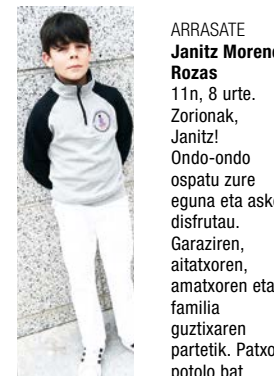 ARRASATE
Janitz Moreno
Rozas
11n, 8 urte.
Zorionak,
Janitz!
Ondo-ondo
ospatu zure
eguna eta
disfrutau.
Garaziren,
aitatxoren,
amatxoren eta
familia
guztixaren
partetik. Patxo
potolo bat